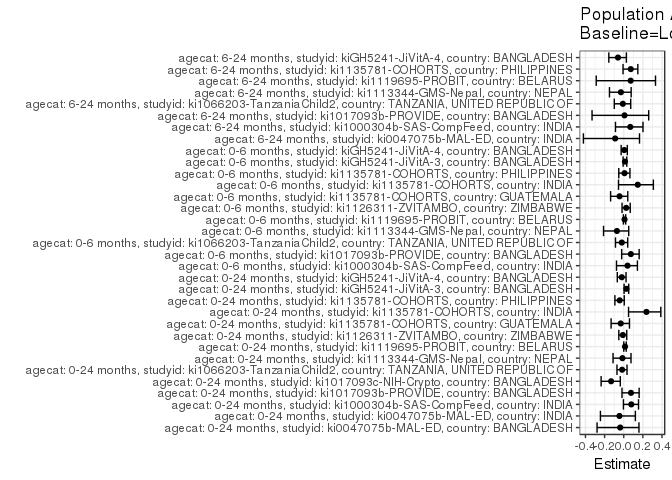 Population A
Baseline=Lo
agecat: 6-24 months, studyid: kiGH5241-JiVitA-4, country: BANGLADESH
agecat: 6-24 months, studyid: ki1135781-COHORTS, country: PHILIPPINES
agecat: 6-24 months, studyid: ki1119695-PROBIT, country: BELARUS
agecat: 6-24 months, studyid: ki1113344-GMS-Nepal, country: NEPAL
agecat: 6-24 months, studyid: ki1066203-TanzaniaChild2, country: TANZANIA, UNITED REPUBLIC OF
agecat: 6-24 months, studyid: ki1017093b-PROVIDE, country: BANGLADESH
agecat: 6-24 months, studyid: ki1000304b-SAS-CompFeed, country: INDIA
agecat: 6-24 months, studyid: ki0047075b-MAL-ED, country: INDIA
agecat: 0-6 months, studyid: kiGH5241-JiVitA-4, country: BANGLADESH
agecat: 0-6 months, studyid: kiGH5241-JiVitA-3, country: BANGLADESH
agecat: 0-6 months, studyid: ki1135781-COHORTS, country: PHILIPPINES
agecat: 0-6 months, studyid: ki1135781-COHORTS, country: INDIA
agecat: 0-6 months, studyid: ki1135781-COHORTS, country: GUATEMALA
agecat: 0-6 months, studyid: ki1126311-ZVITAMBO, country: ZIMBABWE
agecat: 0-6 months, studyid: ki1119695-PROBIT, country: BELARUS
agecat: 0-6 months, studyid: ki1113344-GMS-Nepal, country: NEPAL
agecat: 0-6 months, studyid: ki1066203-TanzaniaChild2, country: TANZANIA, UNITED REPUBLIC OF
agecat: 0-6 months, studyid: ki1017093b-PROVIDE, country: BANGLADESH
agecat: 0-6 months, studyid: ki1000304b-SAS-CompFeed, country: INDIA
agecat: 0-24 months, studyid: kiGH5241-JiVitA-4, country: BANGLADESH
agecat: 0-24 months, studyid: kiGH5241-JiVitA-3, country: BANGLADESH
agecat: 0-24 months, studyid: ki1135781-COHORTS, country: PHILIPPINES
agecat: 0-24 months, studyid: ki1135781-COHORTS, country: INDIA
agecat: 0-24 months, studyid: ki1135781-COHORTS, country: GUATEMALA
agecat: 0-24 months, studyid: ki1126311-ZVITAMBO, country: ZIMBABWE
agecat: 0-24 months, studyid: ki1119695-PROBIT, country: BELARUS
agecat: 0-24 months, studyid: ki1113344-GMS-Nepal, country: NEPAL
agecat: 0-24 months, studyid: ki1066203-TanzaniaChild2, country: TANZANIA, UNITED REPUBLIC OF
agecat: 0-24 months, studyid: ki1017093c-NIH-Crypto, country: BANGLADESH
agecat: 0-24 months, studyid: ki1017093b-PROVIDE, country: BANGLADESH
agecat: 0-24 months, studyid: ki1000304b-SAS-CompFeed, country: INDIA
agecat: 0-24 months, studyid: ki0047075b-MAL-ED, country: INDIA
agecat: 0-24 months, studyid: ki0047075b-MAL-ED, country: BANGLADESH
-0.4 -0.2 0.0 0.2 0.4
Estimate